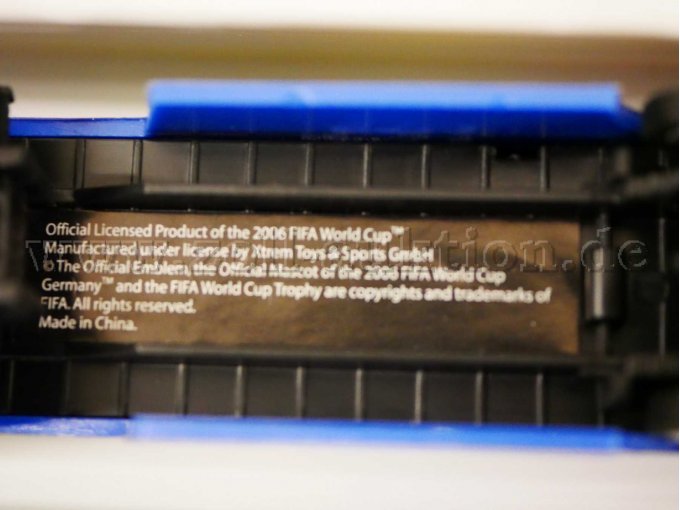 Official Licensed Product of the 2006 FIFA World Cup™
Manufactured under license by Xtrem Toys & Sports GmbH
© The Official Emblem, the Official Mascot of the 2006 FIFA World Cup
Germany™ and the FIFA World Cup Trophy are copyrights and trademarks of
FIFA. All rights reserved.
Made in China.